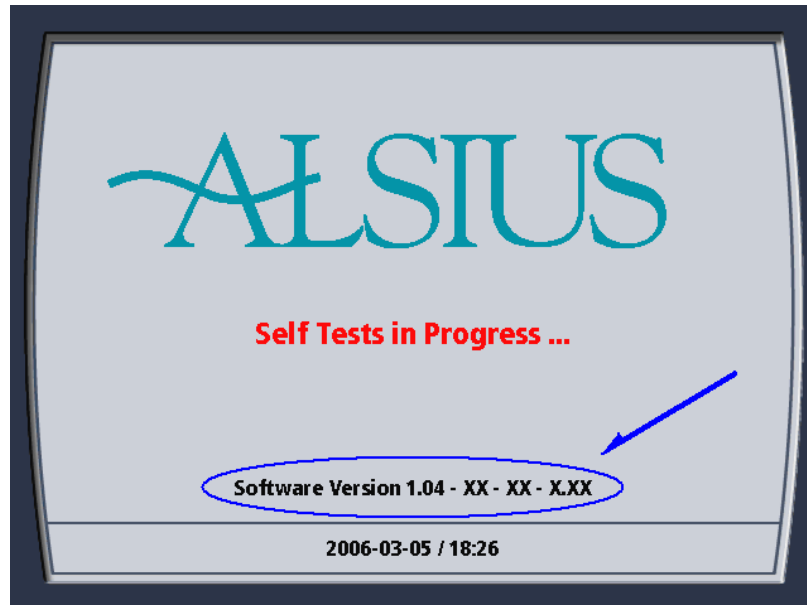 ALSIUS
Self Tests in Progress ...
Software Version 1.04 - XX - XX - X.XX
2006-03-05 / 18:26